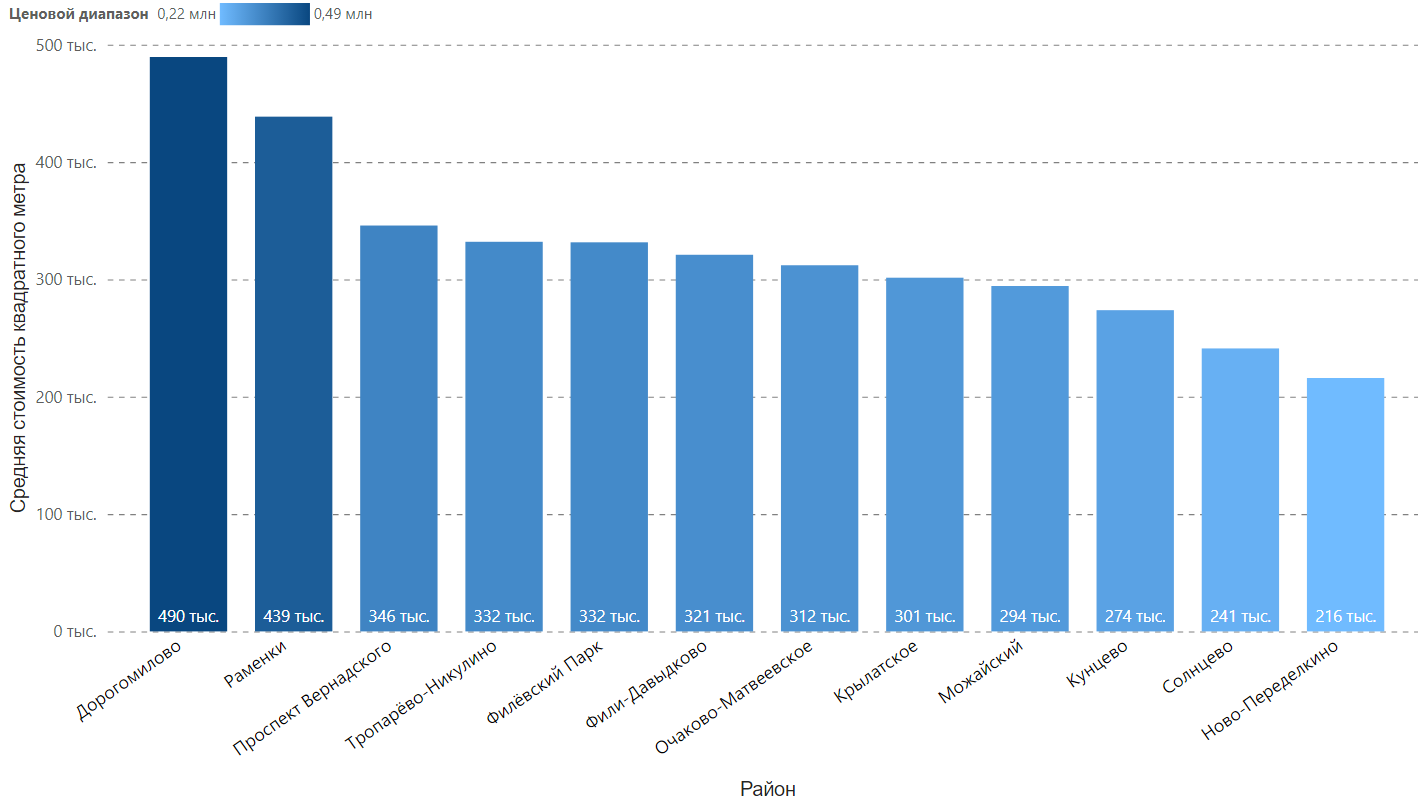 Ценовой диапазон 0,22 млн 0,49 млн
500 тыс.
400 тыс.
300 тыс.
200 тыс.
100 тыс.
0 тыс.
Средняя стоимость квадратного метра
490 тыс. 439 тыс. 346 тыс. 332 тыс. 332 тыс. 321 тыс. 312 тыс. 301 тыс. 294 тыс. 274 тыс. 241 тыс. 216 тыс.
Дорогомилово
Раменки
Проспект Вернадского
Тропарёво-Никулино
Филёвский Парк
Фили-Давыдково
Очаково-Матвеевское
Крылатское
Можайский
Кунцево
Солнцево
Ново-Переделкино
Район